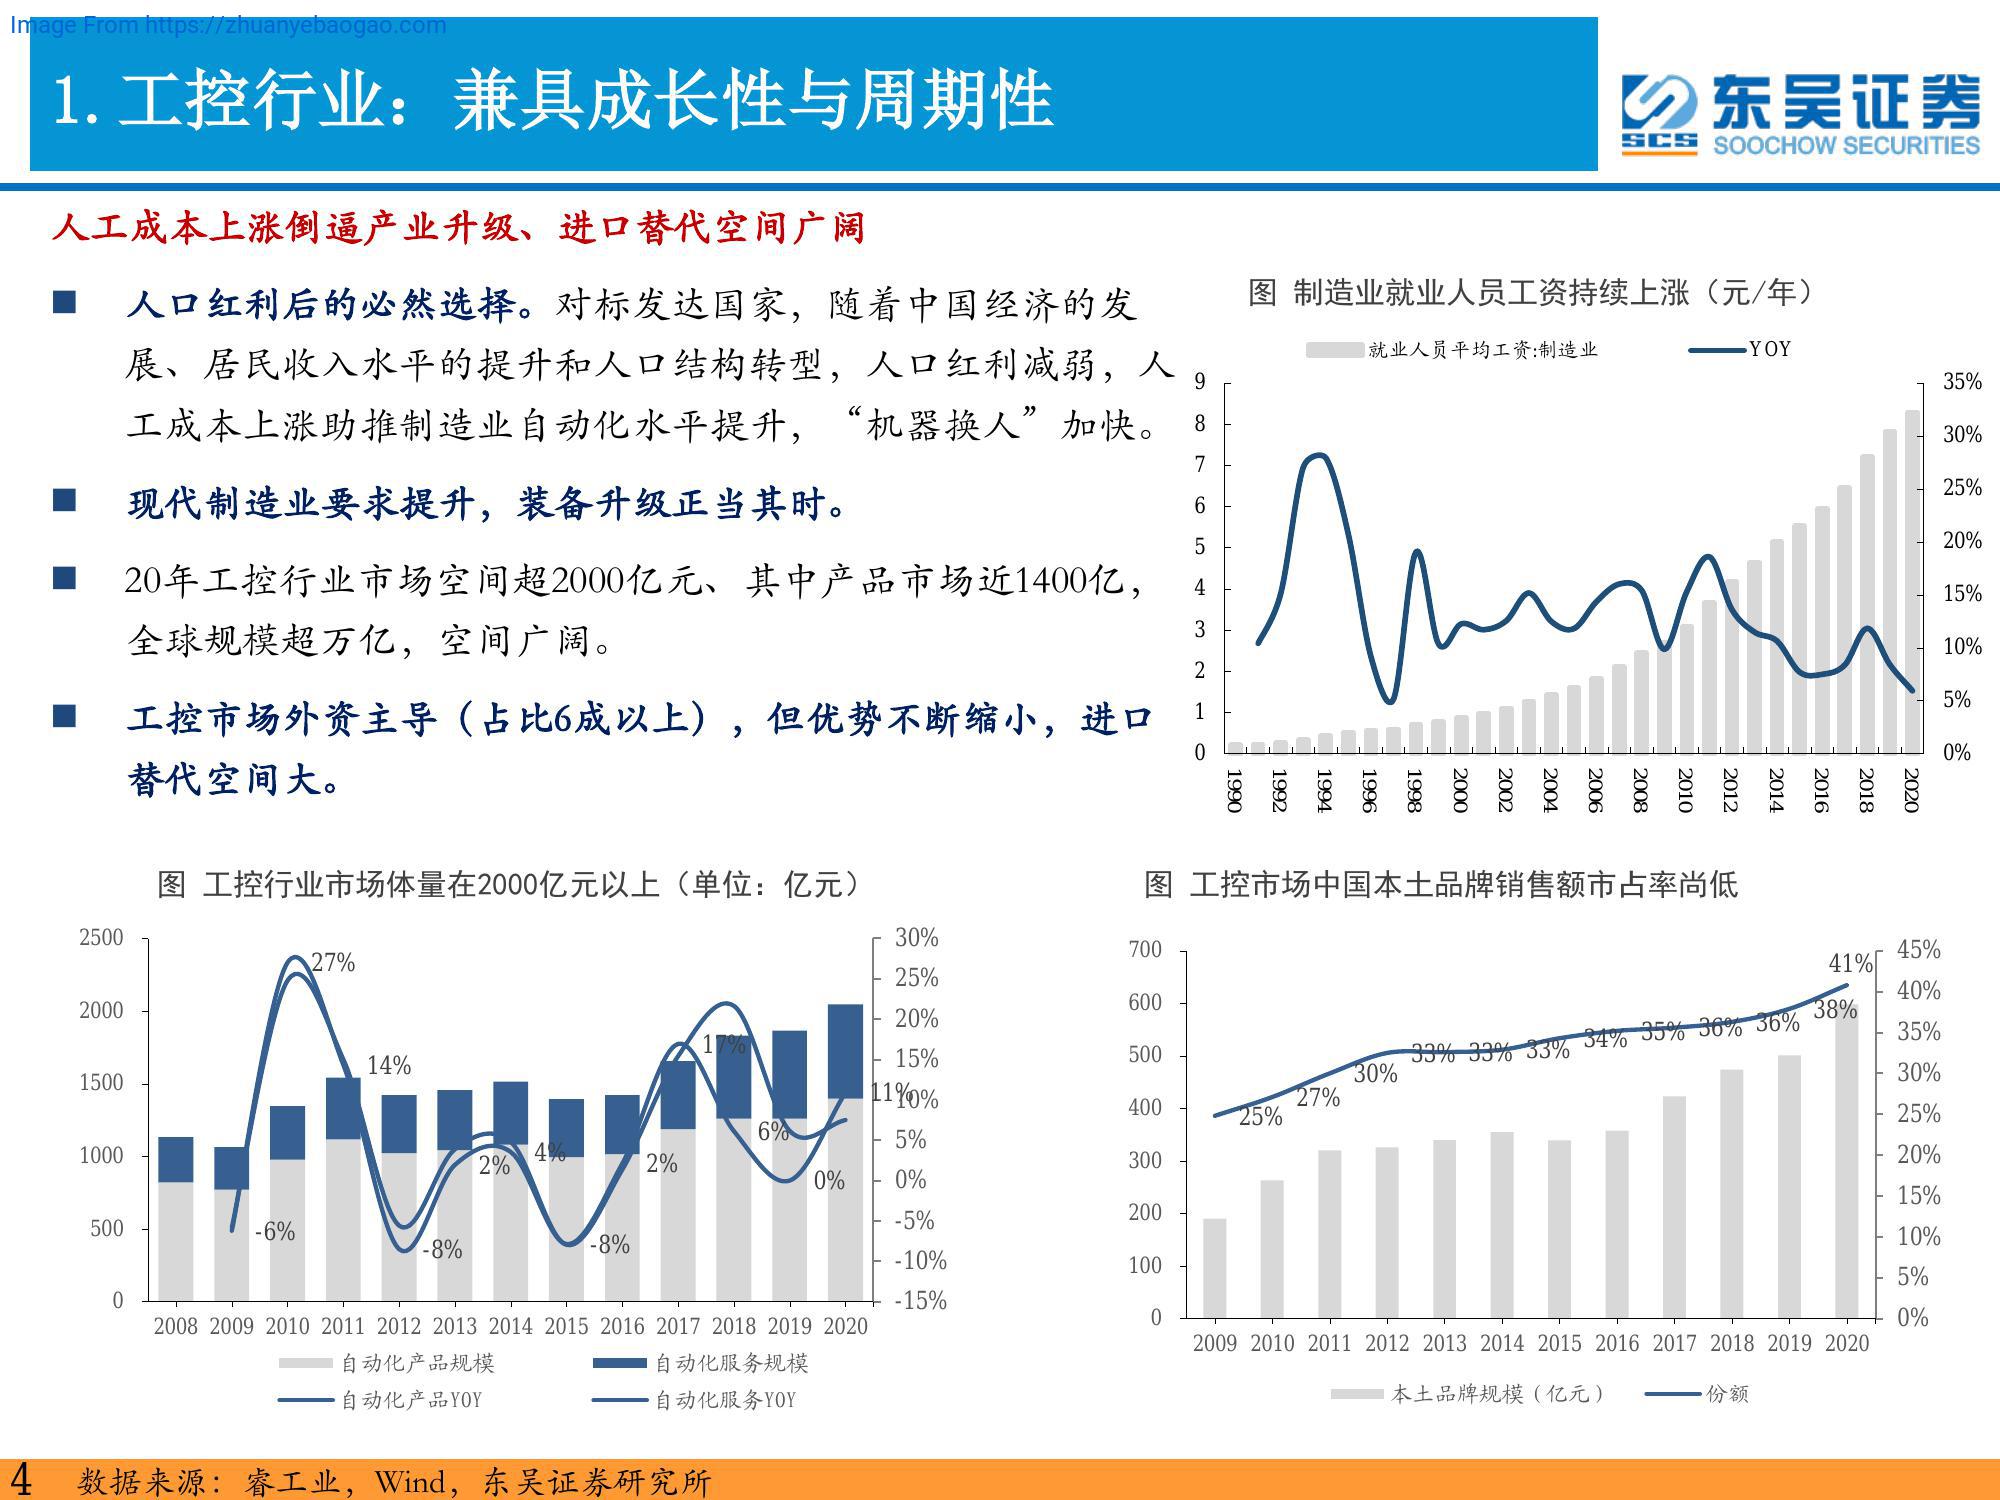 Image From https://zhuanyebaogao.com
1.工控行业：兼具成长性与周期性
东吴证券
SCS
SOOCHOW SECURITIES
人工成本上涨倒逼产业升级、进口替代空间广阔
人口红利后的必然选择。对标发达国家，随着中国经济的发
展、居民收入水平的提升和人口结构转型，人口红利减弱，人
工成本上涨助推制造业自动化水平提升，“机器换人”加快。
现代制造业要求提升，装备升级正当其时。
20年工控行业市场空间超2000亿元、其中产品市场近1400亿，
全球规模超万亿，空间广阔。
工控市场外资主导（占比6成以上），但优势不断缩小，进口
替代空间大。
图 制造业就业人员工资持续上涨（元/年）
就业人员平均工资:制造业 YOY
9 35%
8 30%
7 25%
6 20%
5 15%
4 10%
3 5%
2 0%
1
0
1990 1992 1994 1996 1998 2000 2002 2004 2006 2008 2010 2012 2014 2016 2018 2020
图 工控行业市场体量在2000亿元以上（单位：亿元）
2500 30%
2000 25%
1500 20%
1000 15%
500 10%
0 5%
0%
-5%
-10%
-15%
-6% 27% 14% -8% 2% 4% -8% 2% 17% 6% 0% 11%
2008 2009 2010 2011 2012 2013 2014 2015 2016 2017 2018 2019 2020
自动化产品规模 自动化服务规模
自动化产品YOY 自动化服务YOY
图 工控市场中国本土品牌销售额市占率尚低
700 45%
600 40%
500 35%
400 30%
300 25%
200 20%
100 15%
0 10%
5%
0%
25% 27% 30% 33% 33% 33% 34% 35% 36% 36% 38% 41%
2009 2010 2011 2012 2013 2014 2015 2016 2017 2018 2019 2020
本土品牌规模（亿元） 份额
4 数据来源：睿工业，Wind，东吴证券研究所